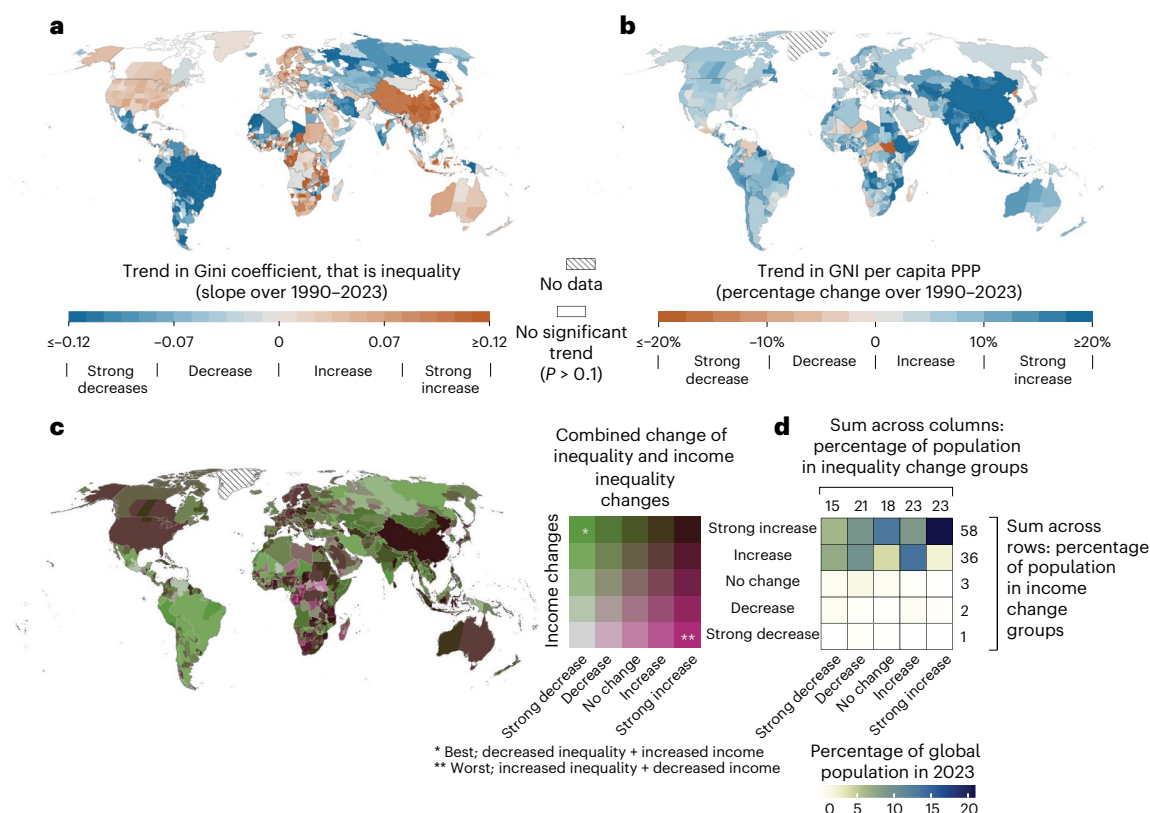 a
b
Trend in Gini coefficient, that is inequality
(slope over 1990–2023)
≤–0.12
–0.07
0
0.07
≥0.12
Strong
decreases
Decrease
Increase
Strong
increase
No data
No significant
trend
(P > 0.1)
Trend in GNI per capita PPP
(percentage change over 1990–2023)
≤–20%
–10%
0
10%
≥20%
Strong
decrease
Decrease
Increase
Strong
increase
c
Combined change of
inequality and income
inequality
changes
Income changes
*
**
Strong decrease
Decrease
No change
Increase
Strong increase
* Best; decreased inequality + increased income
** Worst; increased inequality + decreased income
d
Sum across columns:
percentage of population
in inequality change groups
15 21 18 23 23
Strong increase 58
Increase 36
No change 3
Decrease 2
Strong decrease 1
Sum across
rows: percentage
of population
in income
change
groups
Strong decrease
Decrease
No change
Increase
Strong increase
Percentage of global
population in 2023
0 5 10 15 20